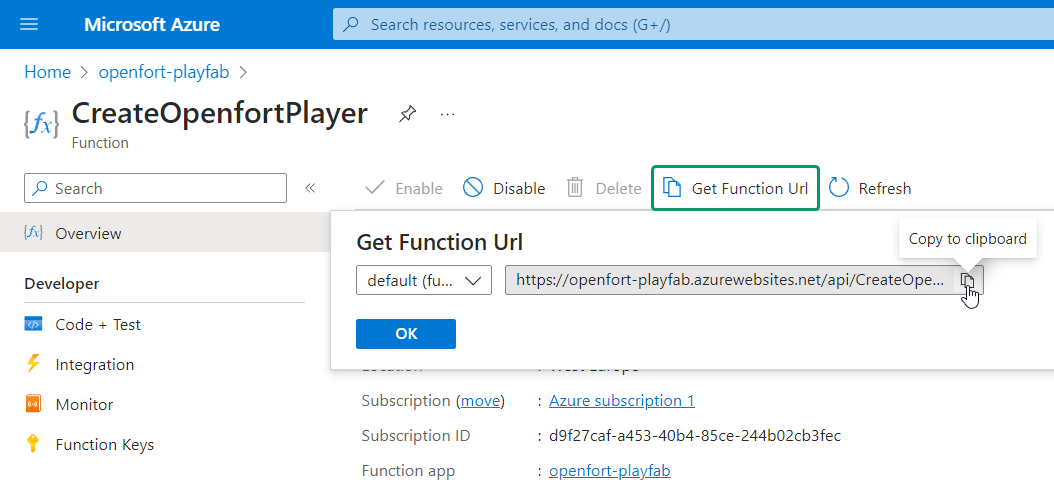 Microsoft Azure
Search resources, services, and docs (G+/)
Home > openfort-playfab >
{fx} CreateOpenfortPlayer ...
Function
Search «
Enable Disable Delete Get Function Url Refresh
{fx} Overview
Get Function Url
Copy to clipboard
default (fu... https://openfort-playfab.azurewebsites.net/api/CreateOpe...
OK
Developer
Code + Test
Integration
Monitor
Function Keys
Location : West Europe
Subscription (move) : Azure subscription 1
Subscription ID : d9f27caf-a453-40b4-85ce-244b02cb3fec
Function app : openfort-playfab